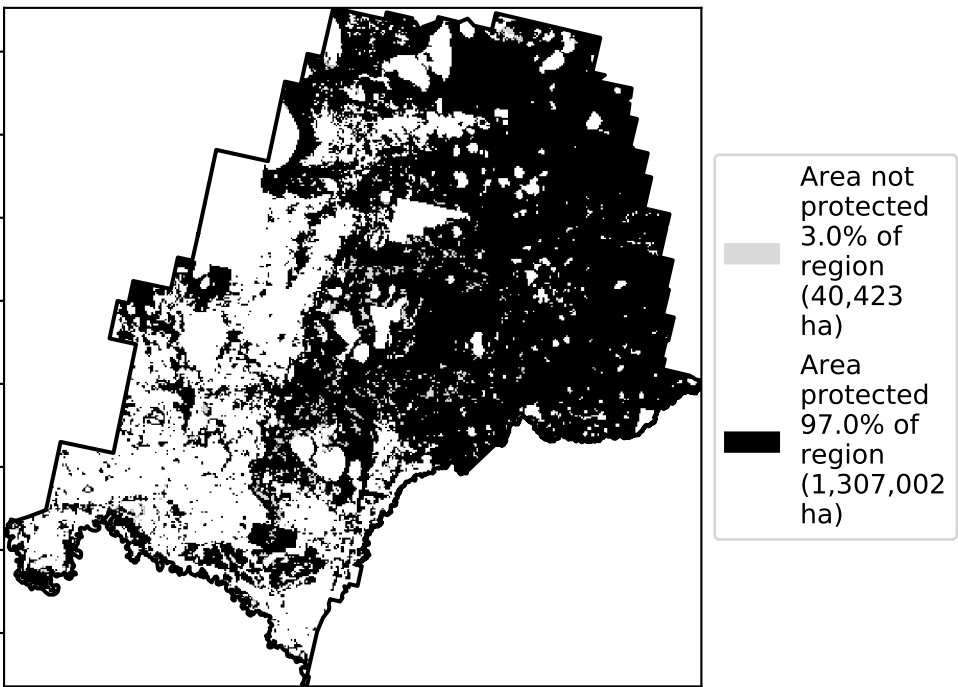 Area not
protected
3.0% of
region
(40,423
ha)
Area
protected
97.0% of
region
(1,307,002
ha)